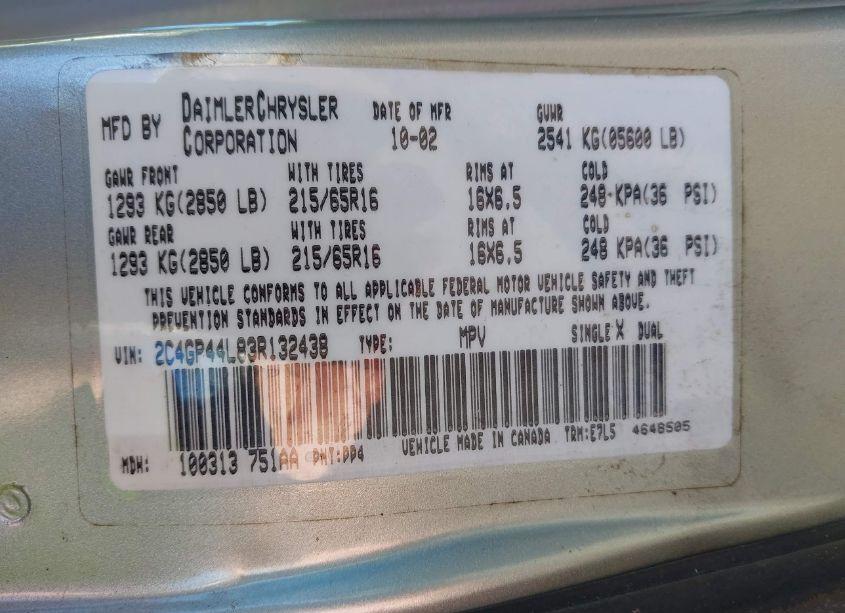 MFD BY DAIMLERCHRYSLER CORPORATION DATE OF MFR 10-02 GVWR 2541 KG(05600 LB)
GAWR FRONT WITH TIRES RIMS AT COLD
1293 KG(2850 LB) 215/65R16 16X6.5 248-KPA(36 PSI)
GAWR REAR WITH TIRES RIMS AT COLD
1293 KG(2850 LB) 215/65R16 16X6.5 248 KPA(36 PSI)
THIS VEHICLE CONFORMS TO ALL APPLICABLE FEDERAL MOTOR VEHICLE SAFETY AND THEFT
PREVENTION STANDARDS IN EFFECT ON THE DATE OF MANUFACTURE SHOWN ABOVE.
VIN: 2C4GP44L83R132438 TYPE: MPV SINGLE X DUAL
VEHICLE MADE IN CANADA TRM:E7L5 4648505
MDH: 100313 751AA PNT:DD4